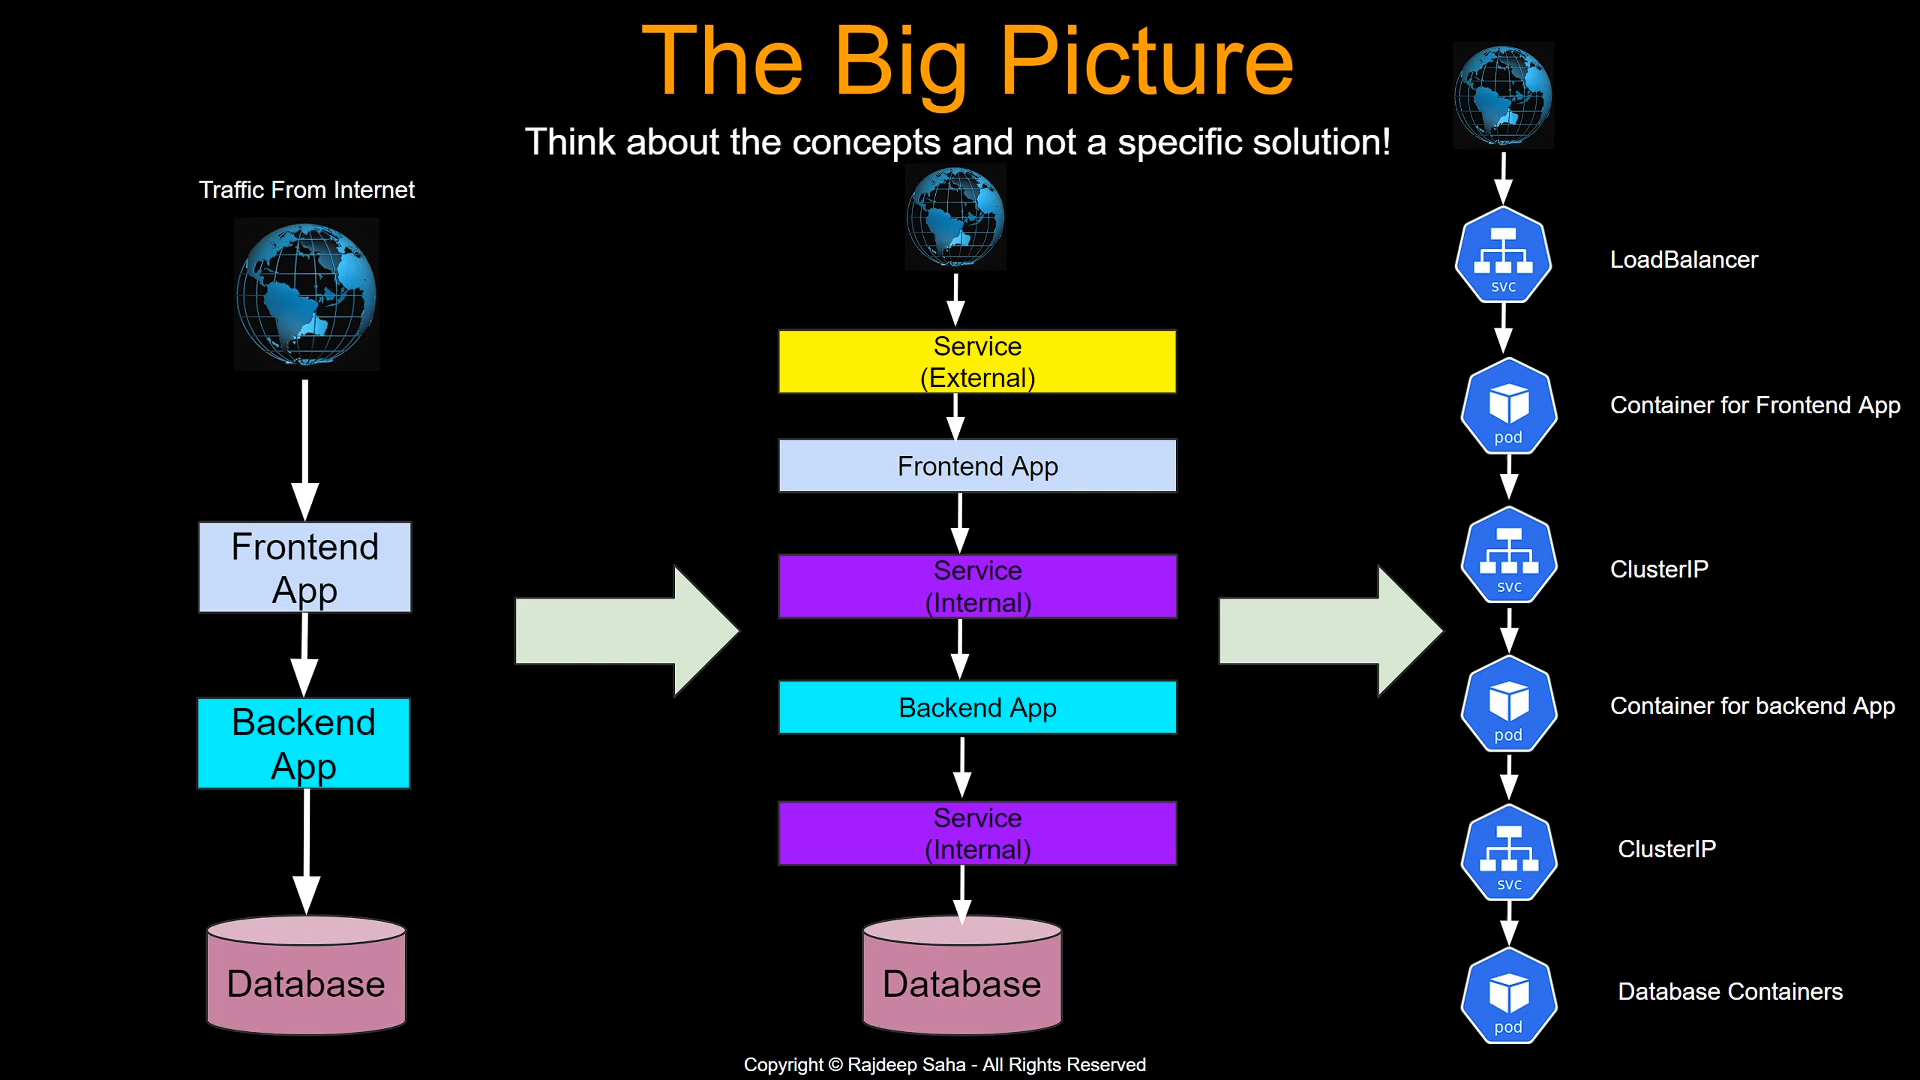 The Big Picture
Think about the concepts and not a specific solution!
Traffic From Internet
Frontend
App
Backend
App
Database
Service
(External)
Frontend App
Service
(Internal)
Backend App
Service
(Internal)
Database
svc
LoadBalancer
pod
Container for Frontend App
svc
ClusterIP
pod
Container for backend App
svc
ClusterIP
pod
Database Containers
Copyright © Rajdeep Saha - All Rights Reserved